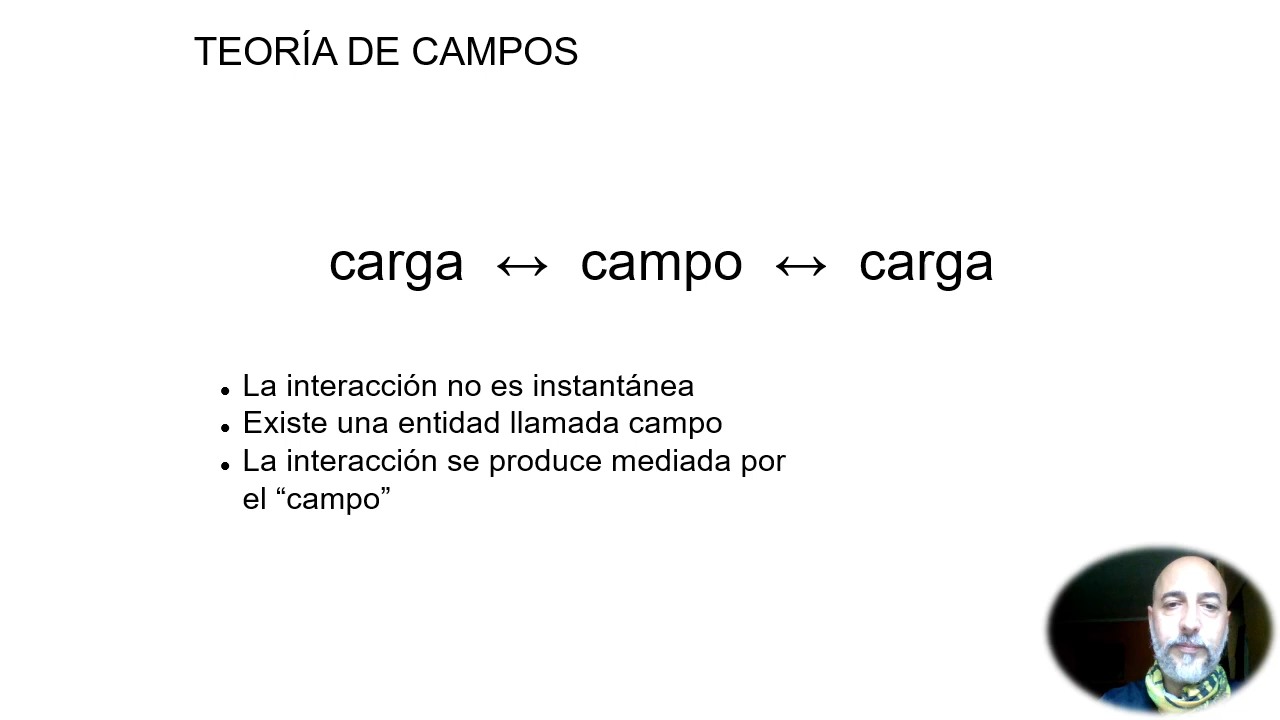 TEORÍA DE CAMPOS
carga ↔ campo ↔ carga
• La interacción no es instantánea
• Existe una entidad llamada campo
• La interacción se produce mediada por
el “campo”